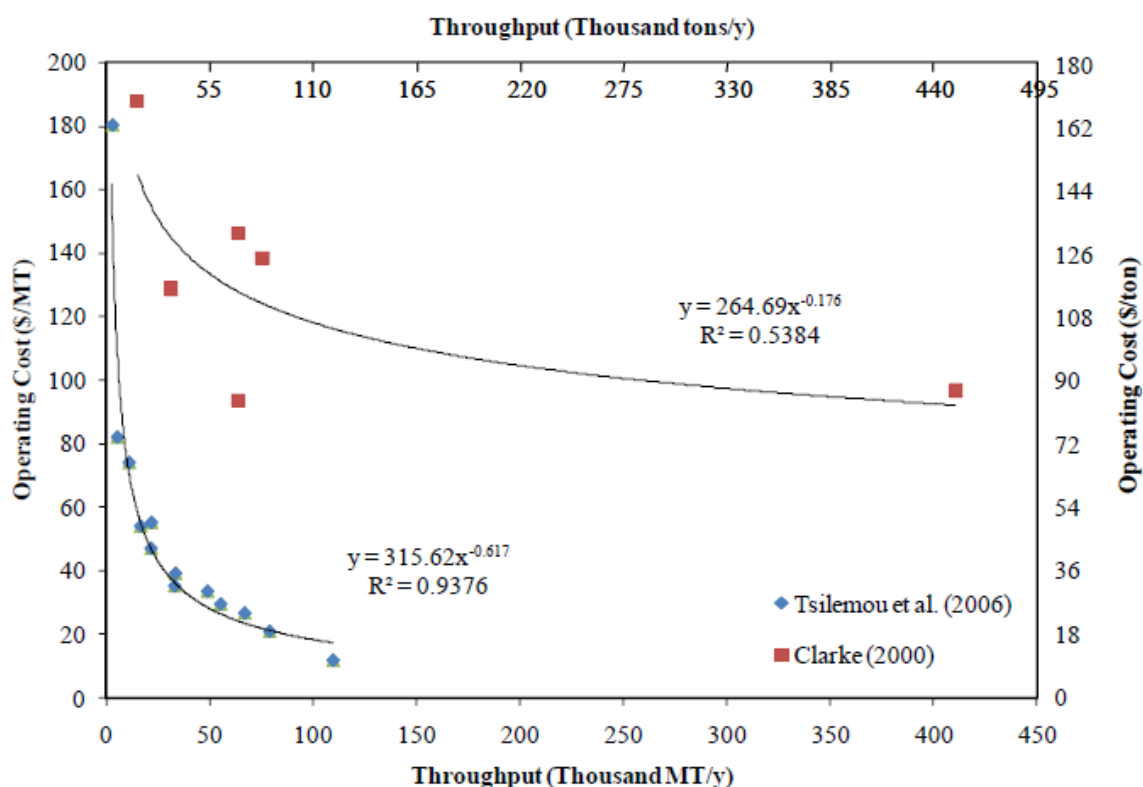 Throughput (Thousand tons/y)
55 110 165 220 275 330 385 440 495
200 180 160 140 120 100 80 60 40 20 0
Operating Cost ($/MT)
180 162 144 126 108 90 72 54 36 18 0
Operating Cost ($/ton)
y = 264.69x^-0.176
R² = 0.5384
y = 315.62x^-0.617
R² = 0.9376
Tsilemou et al. (2006)
Clarke (2000)
0 50 100 150 200 250 300 350 400 450
Throughput (Thousand MT/y)